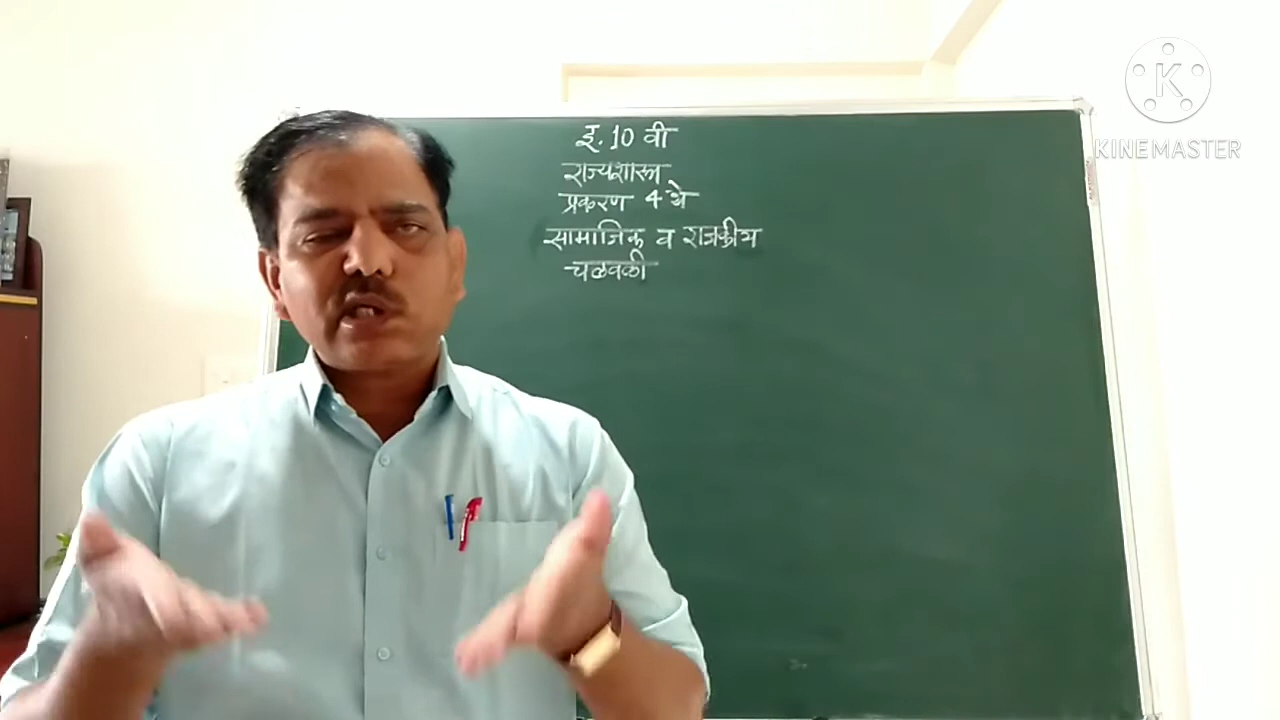 इ. 10 वी
राज्यशास्त्र
प्रकरण 4 थे
सामाजिक व राजकीय
चळवळी
K
KINEMASTER